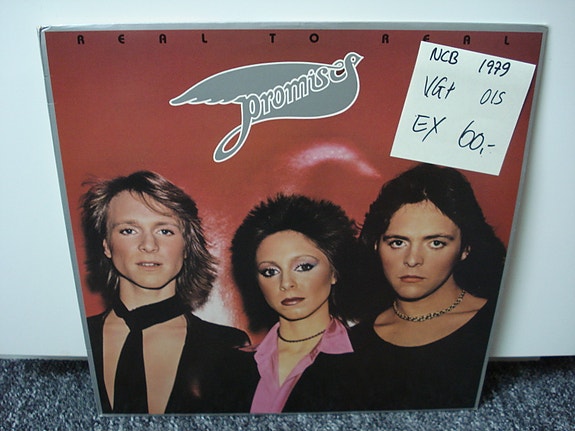 REAL TO REAL
promises
NCB 1979
VG+ OIS
EX 60,-